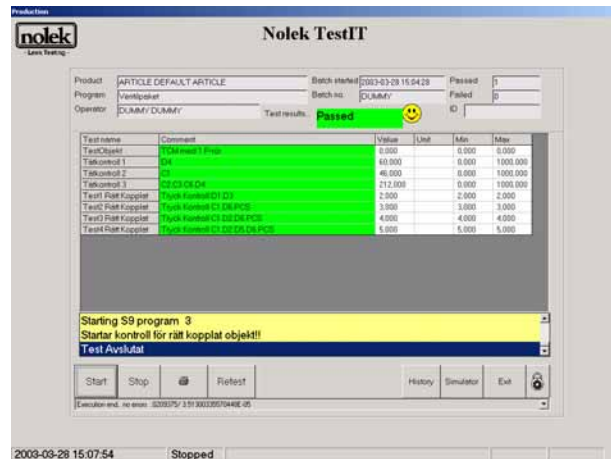 Production
nolek
- Leak Testing -
Nolek TestIT
Product ARTICLE DEFAULT ARTICLE Batch started 2003-03-28 15:04:28 Passed 1
Program Ventilpaket Batch no. DUMMY Failed 0
Operator DUMMY DUMMY Test results.. Passed ID
Test name Comment Value Unit Min Max
TestObjekt TCM med 1 Prio 0,000 0,000 0,000
Tätkontroll 1 D4 60,000 0,000 1000,000
Tätkontroll 2 C3 46,000 0,000 1000,000
Tätkontroll 3 C2,C3,C6,D4 212,000 0,000 1000,000
Test1 Rätt Kopplat Tryck Kontroll D1 D3 2,000 2,000 2,000
Test2 Rätt Kopplat Tryck Kontroll C1,D6,PCS 3,000 3,000 3,000
Test3 Rätt Kopplat Tryck Kontroll C1,D2,D6,PCS 4,000 4,000 4,000
Test4 Rätt Kopplat Tryck Kontroll C1,D2,D5,D6,PCS 5,000 5,000 5,000
Starting S9 program 3
Startar kontroll för rätt kopplat objekt!!
Test Avslutat
Start Stop Retest History Simulator Exit
Execution end, no errors
2003-03-28 15:07:54 Stopped